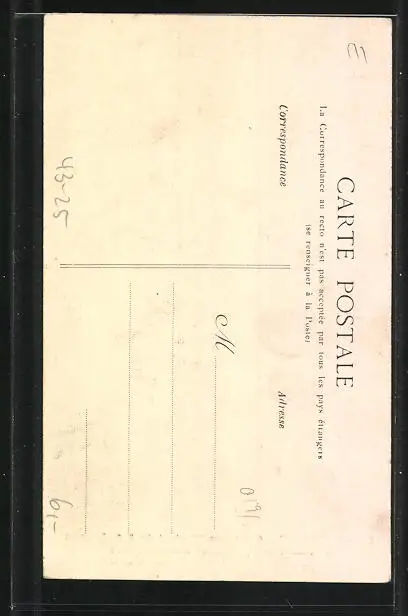 E
CARTE POSTALE
La Correspondance au recto n'est pas acceptée par tous les pays étrangers
(se renseigner à la Poste)
Correspondance
Adresse
M
43-25
6,-